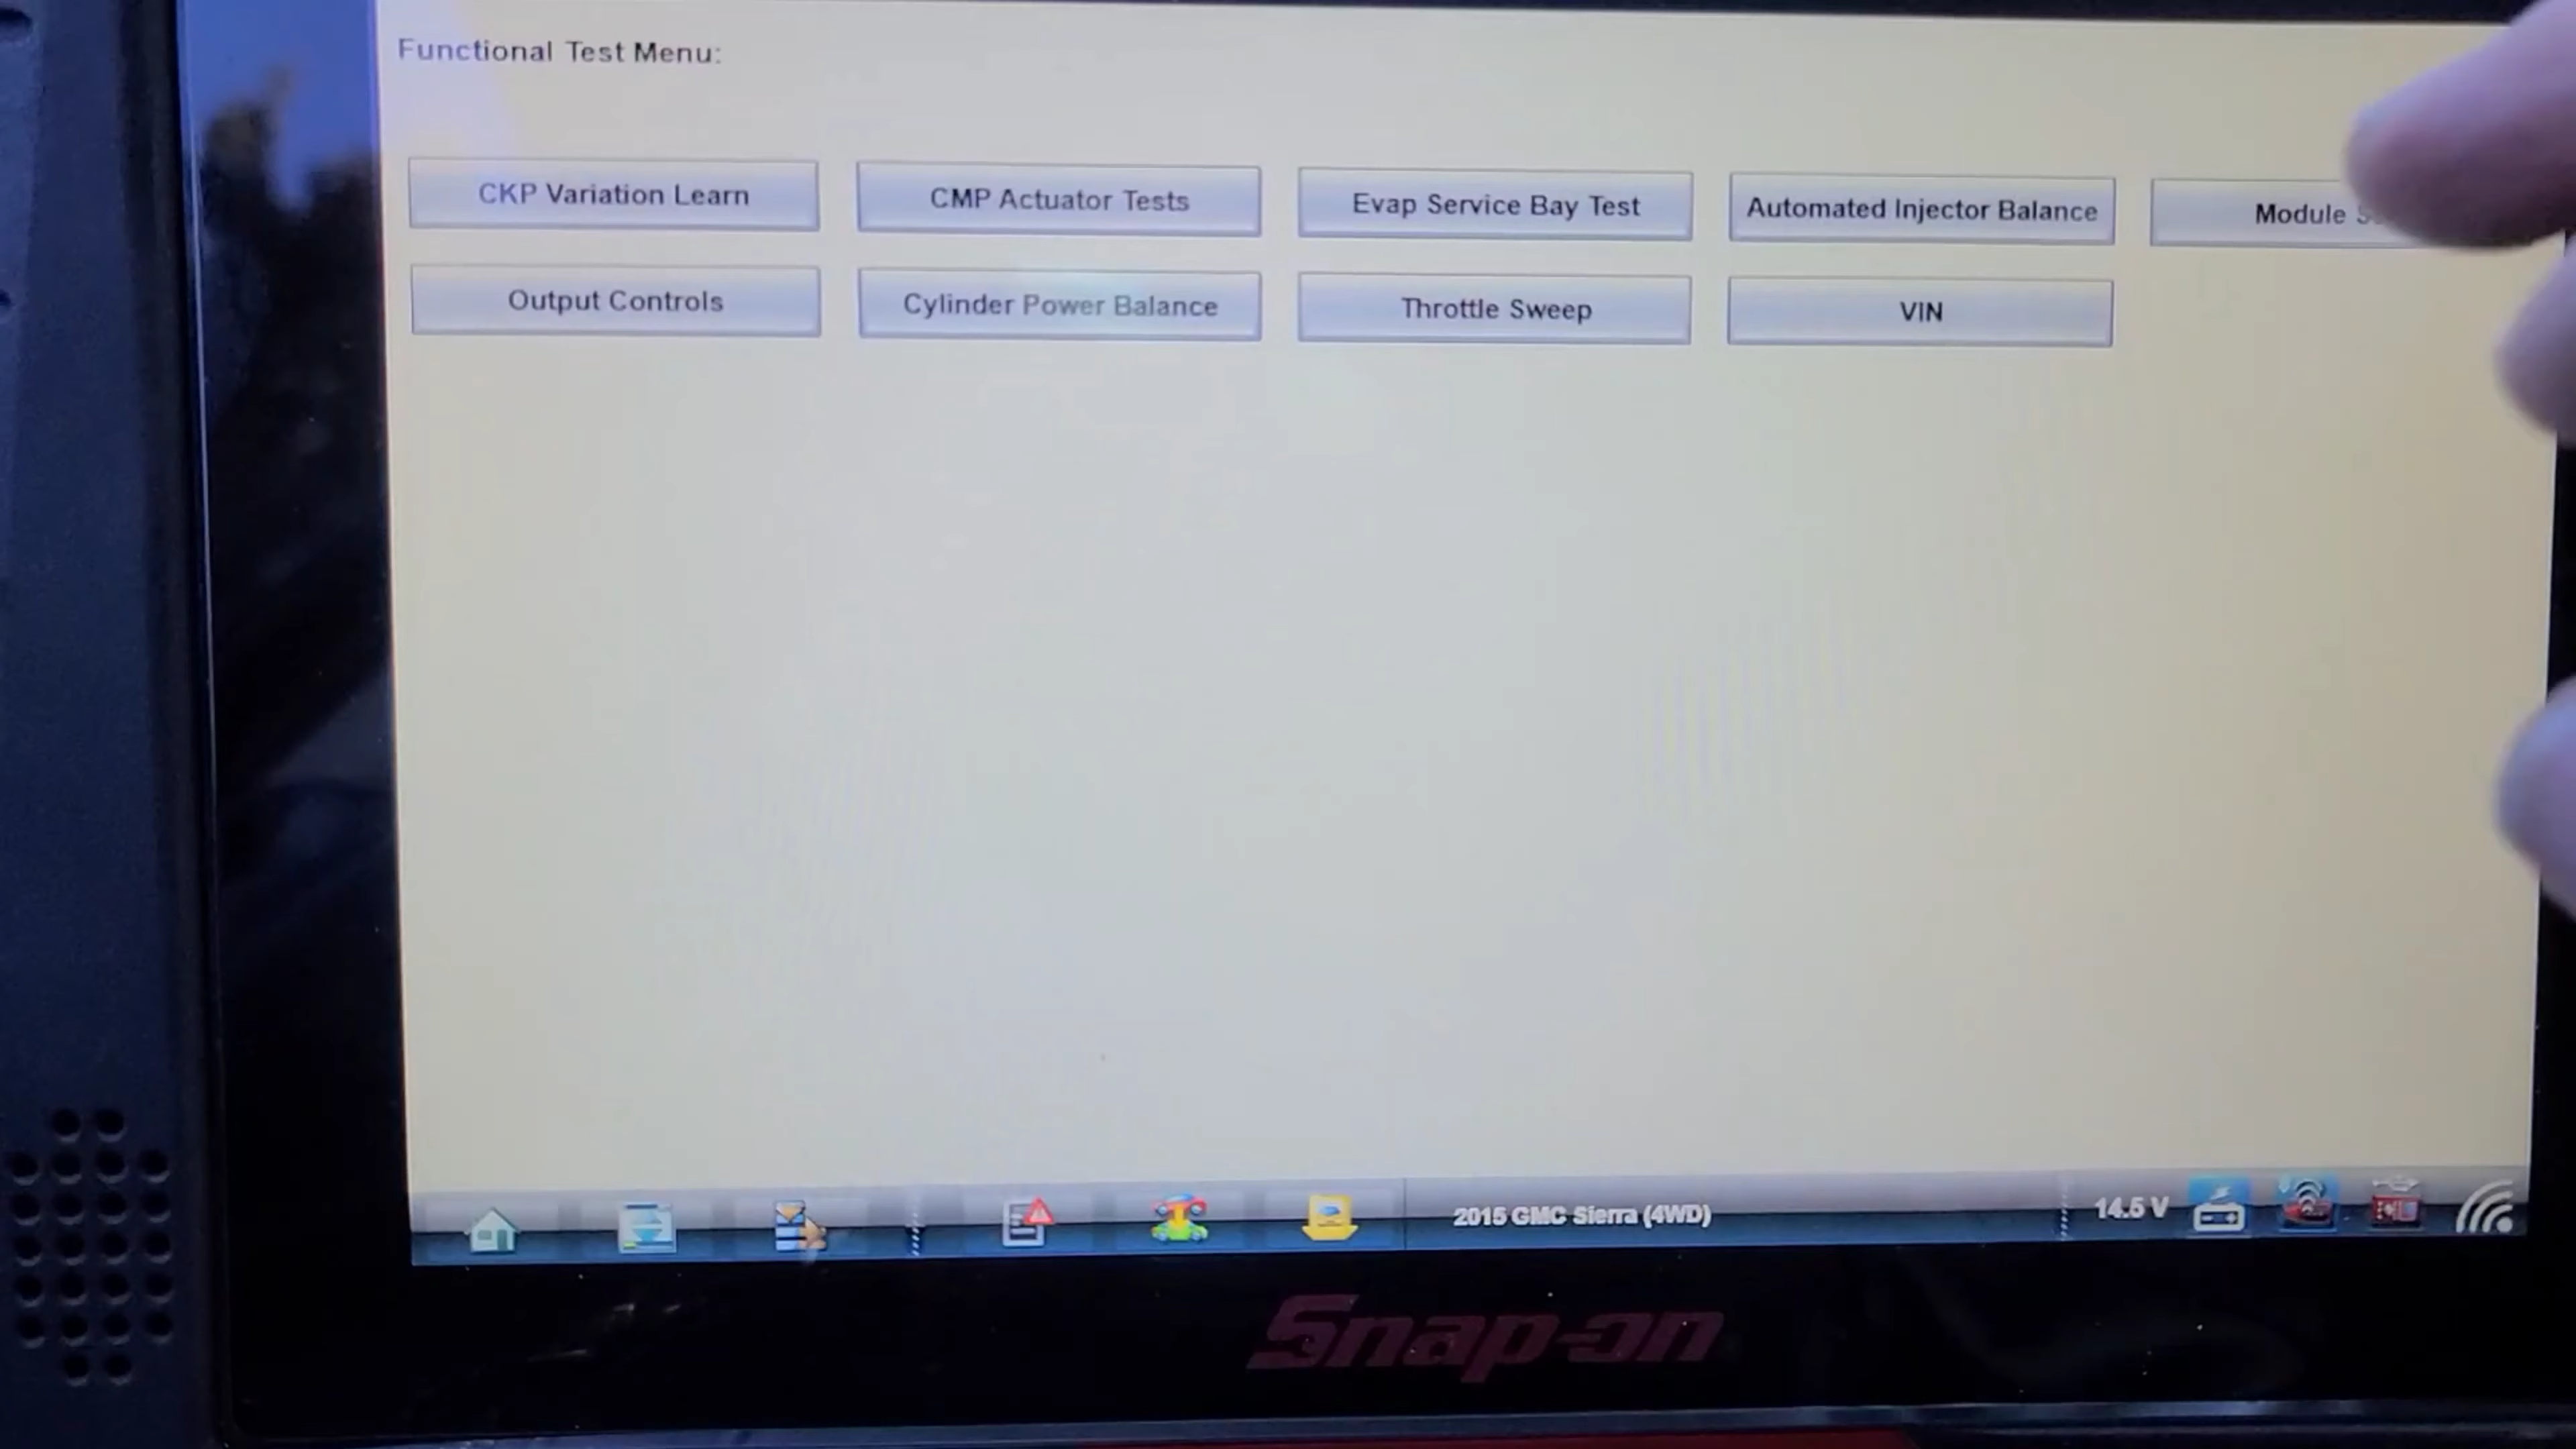 Functional Test Menu:
CKP Variation Learn
CMP Actuator Tests
Evap Service Bay Test
Automated Injector Balance
Module
Output Controls
Cylinder Power Balance
Throttle Sweep
VIN
2015 GMC Sierra (4WD)
14.5 V
Snap-on